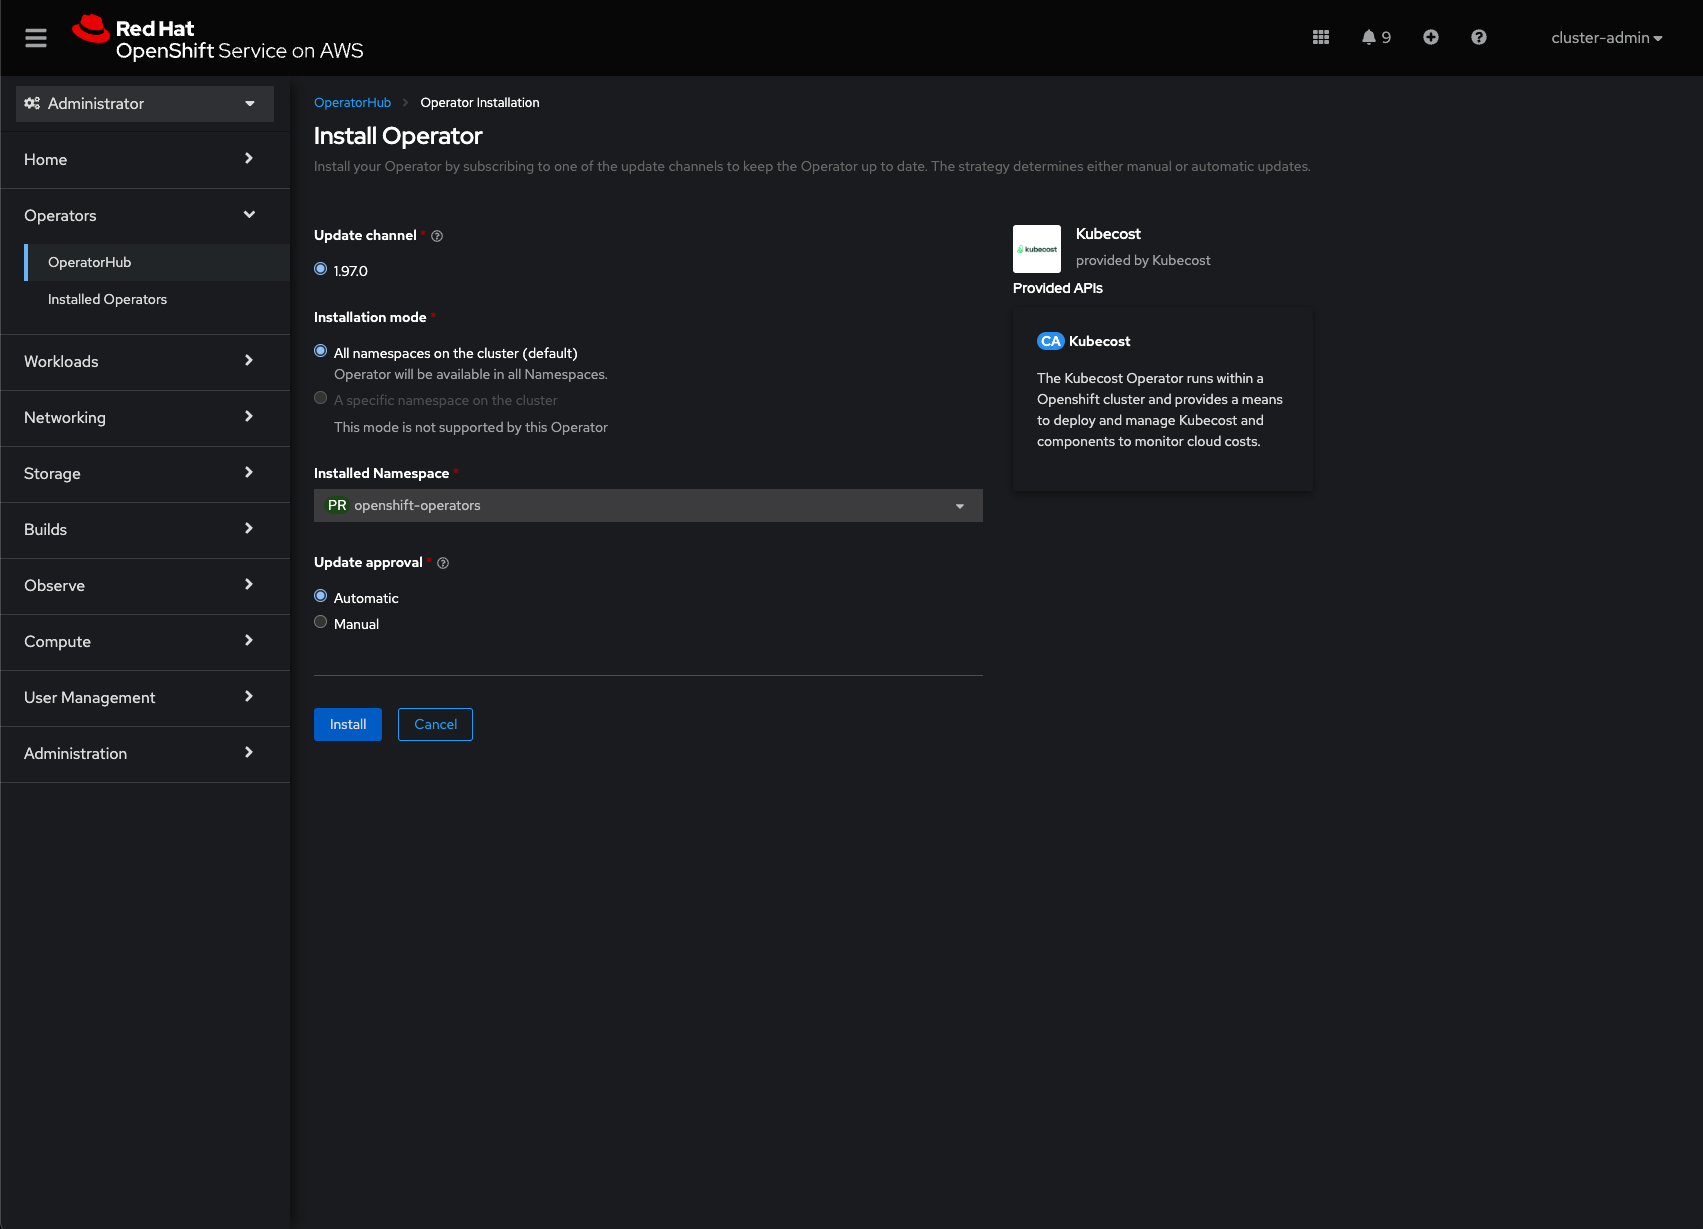 Red Hat
OpenShift Service on AWS
9
cluster-admin
Administrator
Home
Operators
OperatorHub
Installed Operators
Workloads
Networking
Storage
Builds
Observe
Compute
User Management
Administration
OperatorHub
Operator Installation
Install Operator
Install your Operator by subscribing to one of the update channels to keep the Operator up to date. The strategy determines either manual or automatic updates.
Update channel *
1.97.0
Installation mode *
All namespaces on the cluster (default)
Operator will be available in all Namespaces.
A specific namespace on the cluster
This mode is not supported by this Operator
Installed Namespace *
PR openshift-operators
Update approval *
Automatic
Manual
Install
Cancel
kubecost
Kubecost
provided by Kubecost
Provided APIs
CA Kubecost
The Kubecost Operator runs within a
Openshift cluster and provides a means
to deploy and manage Kubecost and
components to monitor cloud costs.